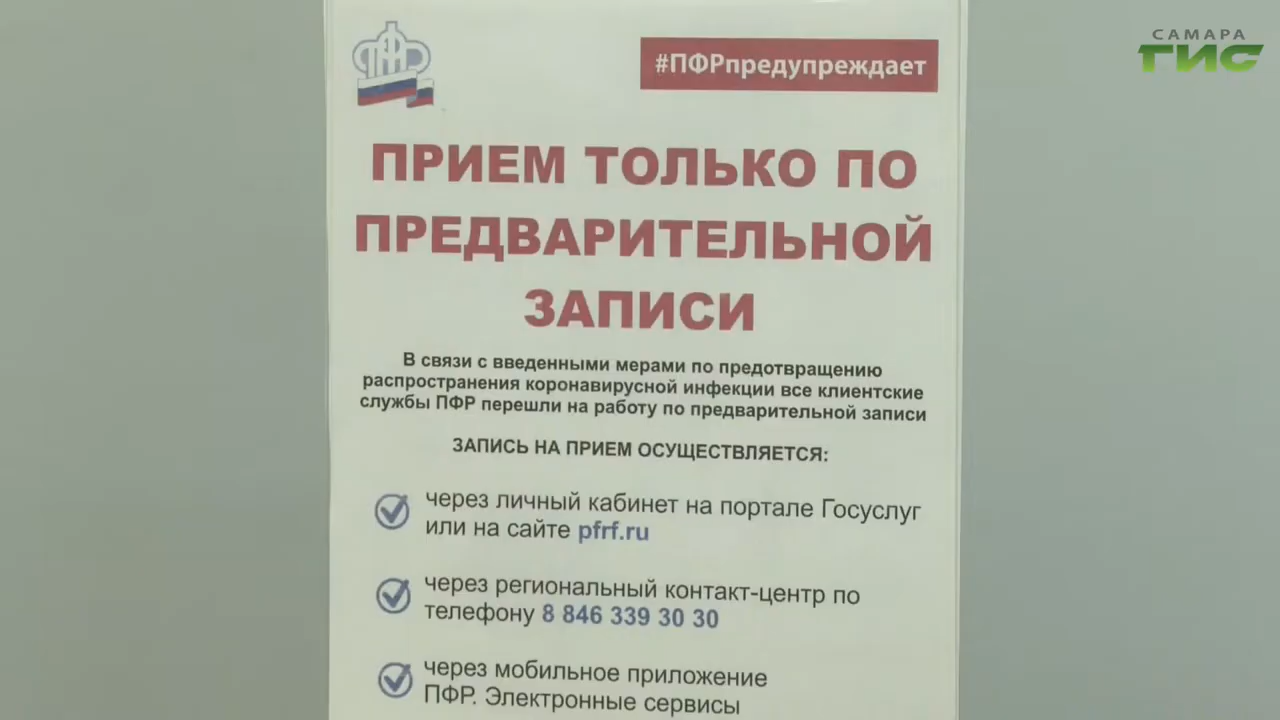 САМАРА
ГИС
#ПФРпредупреждает
ПРИЕМ ТОЛЬКО ПО
ПРЕДВАРИТЕЛЬНОЙ
ЗАПИСИ
В связи с введенными мерами по предотвращению
распространения коронавирусной инфекции все клиентские
службы ПФР перешли на работу по предварительной записи
ЗАПИСЬ НА ПРИЕМ ОСУЩЕСТВЛЯЕТСЯ:
через личный кабинет на портале Госуслуг
или на сайте pfrf.ru
через региональный контакт-центр по
телефону 8 846 339 30 30
через мобильное приложение
ПФР. Электронные сервисы